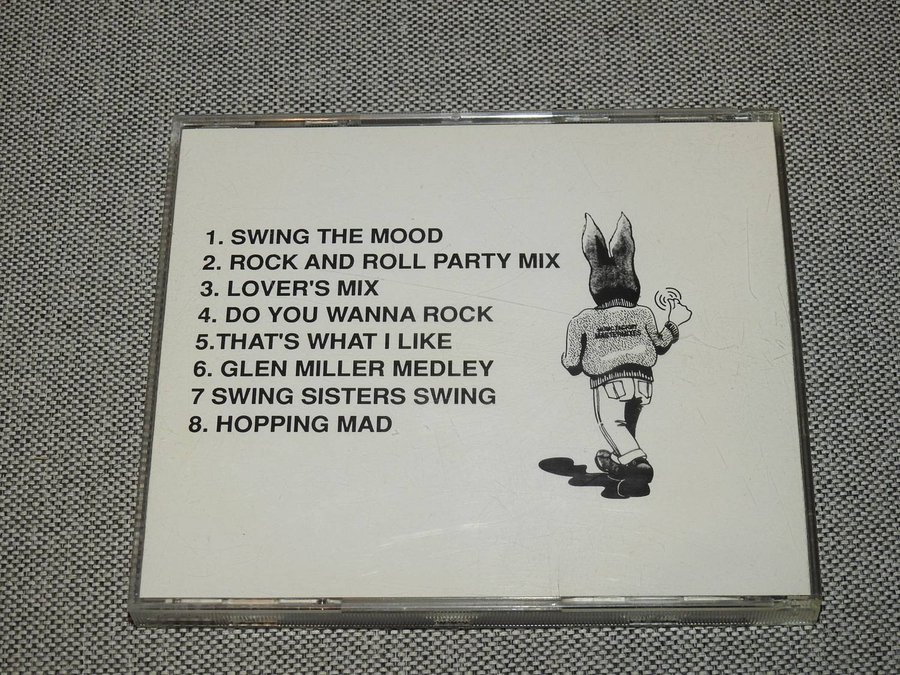 1. SWING THE MOOD
2. ROCK AND ROLL PARTY MIX
3. LOVER'S MIX
4. DO YOU WANNA ROCK
5.THAT'S WHAT I LIKE
6. GLEN MILLER MEDLEY
7 SWING SISTERS SWING
8. HOPPING MAD